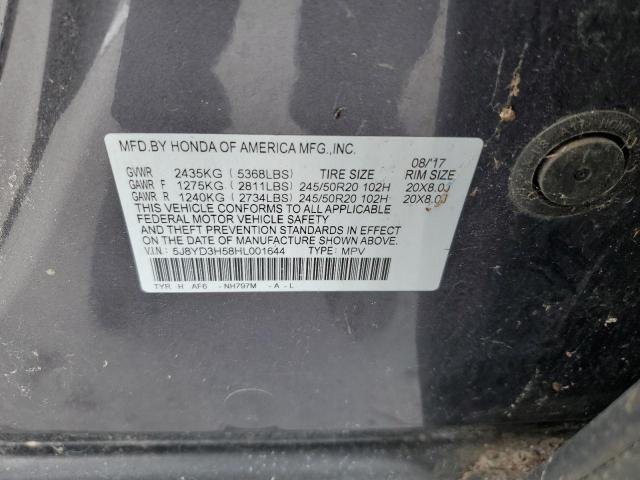 MFD.BY HONDA OF AMERICA MFG.,INC. 08/'17
GVWR 2435KG ( 5368LBS) TIRE SIZE RIM SIZE
GAWR F 1275KG ( 2811LBS) 245/50R20 102H 20X8.0J
GAWR R 1240KG ( 2734LBS) 245/50R20 102H 20X8.0J
THIS VEHICLE CONFORMS TO ALL APPLICABLE
FEDERAL MOTOR VEHICLE SAFETY
AND THEFT PREVENTION STANDARDS IN EFFECT
ON THE DATE OF MANUFACTURE SHOWN ABOVE.
V.I.N.: 5J8YD3H58HL001644 TYPE: MPV
TYR H AF6 - NH797M - A - L